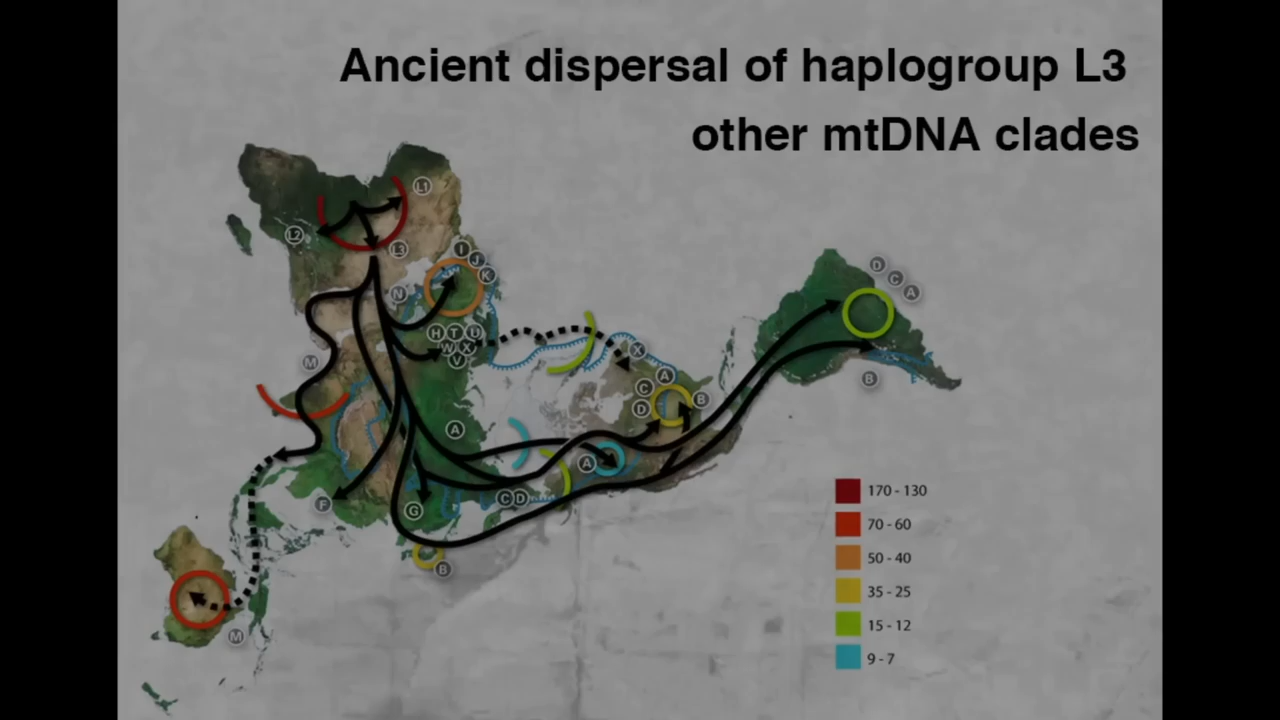 Ancient dispersal of haplogroup L3
other mtDNA clades
L1
L2
L3
I
J
K
N
H T U
W X
V
M
X
A
C
D
B
D
C
A
B
A
A
F
G
C D
B
M
170 - 130
70 - 60
50 - 40
35 - 25
15 - 12
9 - 7